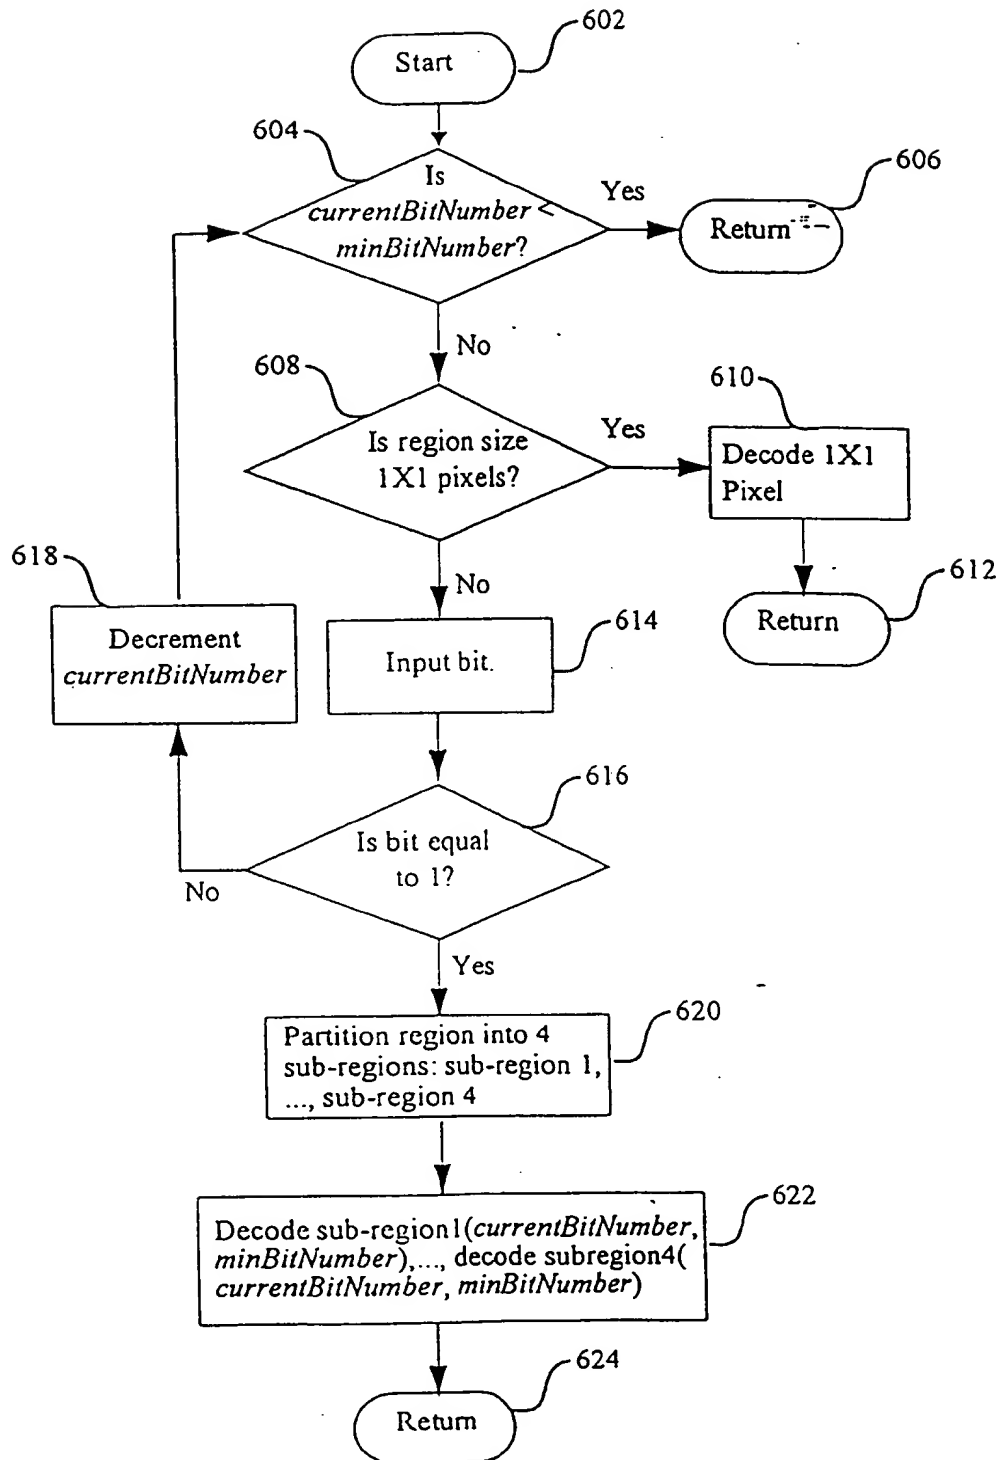 602
Start
604
Is
currentBitNumber <
minBitNumber?
Yes
606
Return
No
608
Is region size
1X1 pixels?
Yes
610
Decode 1X1
Pixel
618
No
612
Decrement
currentBitNumber
614
Input bit.
Return
616
Is bit equal
to 1?
No
Yes
620
Partition region into 4
sub-regions: sub-region 1,
..., sub-region 4
622
Decode sub-region1(currentBitNumber,
minBitNumber),..., decode subregion4(
currentBitNumber, minBitNumber)
624
Return